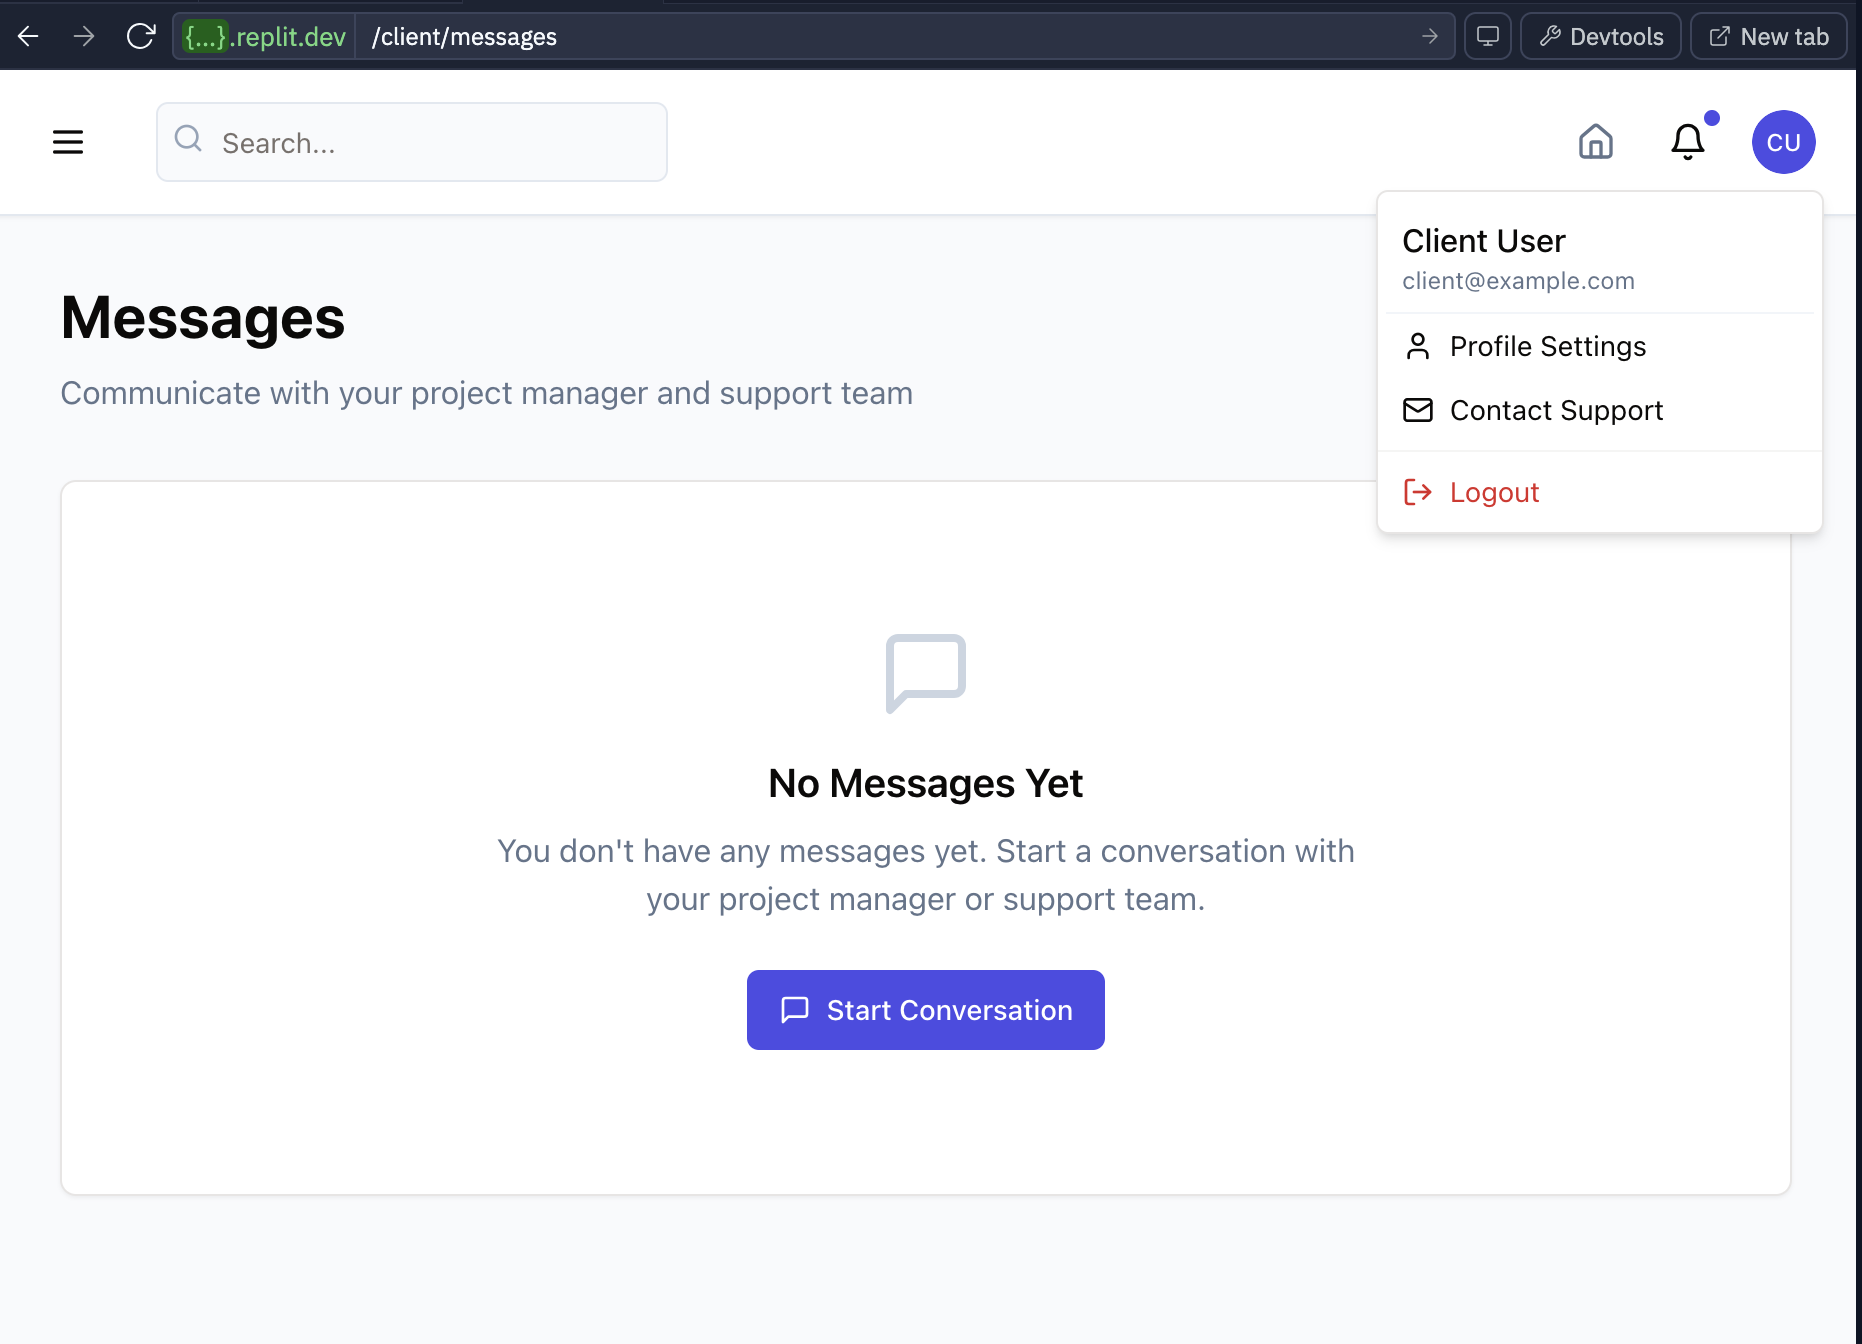 {...}.replit.dev /client/messages Devtools New tab
Search... CU
Client User
client@example.com
Profile Settings
Contact Support
Logout
Messages
Communicate with your project manager and support team
No Messages Yet
You don't have any messages yet. Start a conversation with
your project manager or support team.
Start Conversation